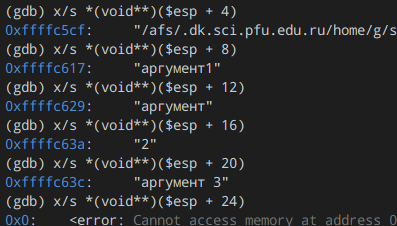 (gdb) x/s *(void**)($esp + 4)
0xffffc5cf:     "/afs/.dk.sci.pfu.edu.ru/home/g/s
(gdb) x/s *(void**)($esp + 8)
0xffffc617:     "аргумент1"
(gdb) x/s *(void**)($esp + 12)
0xffffc629:     "аргумент"
(gdb) x/s *(void**)($esp + 16)
0xffffc63a:     "2"
(gdb) x/s *(void**)($esp + 20)
0xffffc63c:     "аргумент 3"
(gdb) x/s *(void**)($esp + 24)
0x0:    <error: Cannot access memory at address 0